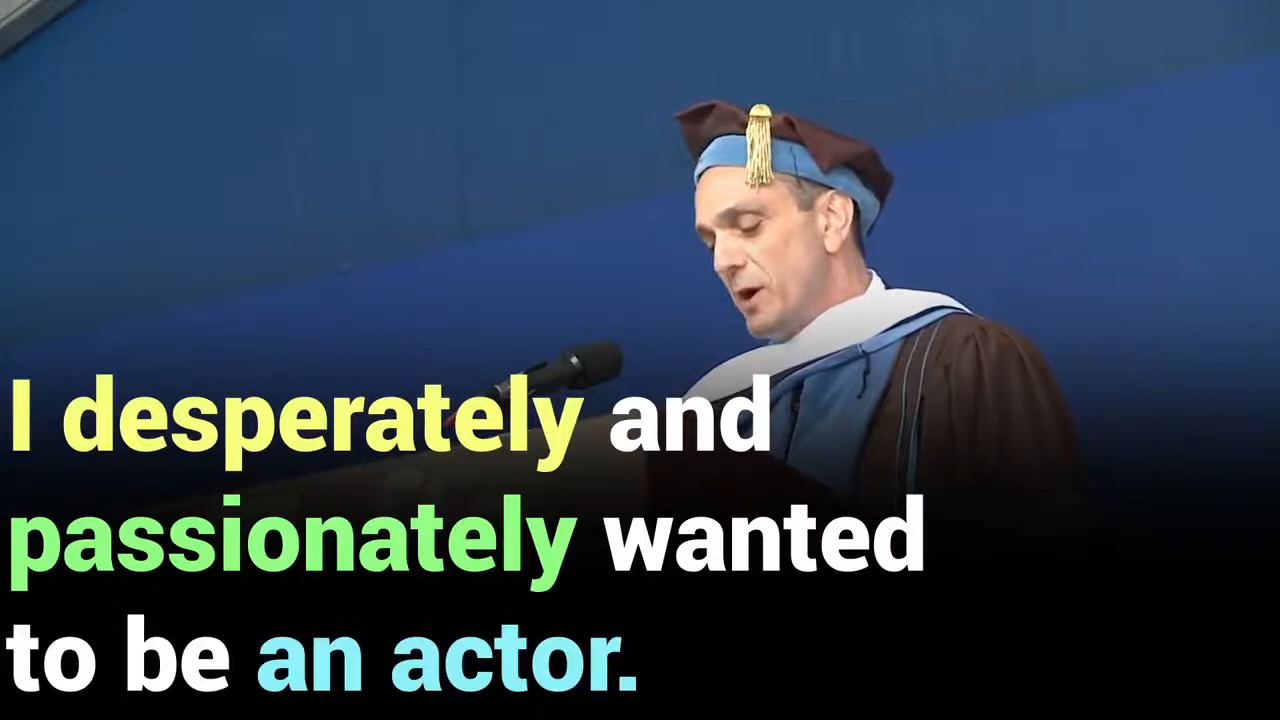 I desperately and
passionately wanted
to be an actor.